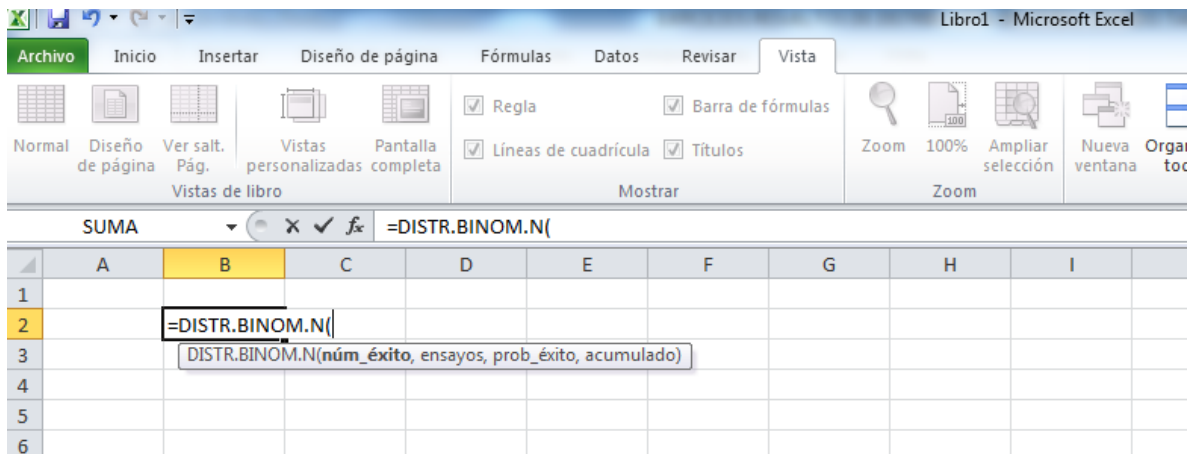 Libro1 - Microsoft Excel
Archivo Inicio Insertar Diseño de página Fórmulas Datos Revisar Vista
Normal Diseño de página Ver salt. Pág. Vistas personalizadas Pantalla completa
Vistas de libro
Regla Barra de fórmulas
Líneas de cuadrícula Títulos
Mostrar
Zoom 100% Ampliar selección
100
Zoom
Nueva ventana
SUMA fx =DISTR.BINOM.N(
A B C D E F G H I
1
2 =DISTR.BINOM.N(
3 DISTR.BINOM.N(núm_éxito, ensayos, prob_éxito, acumulado)
4
5
6